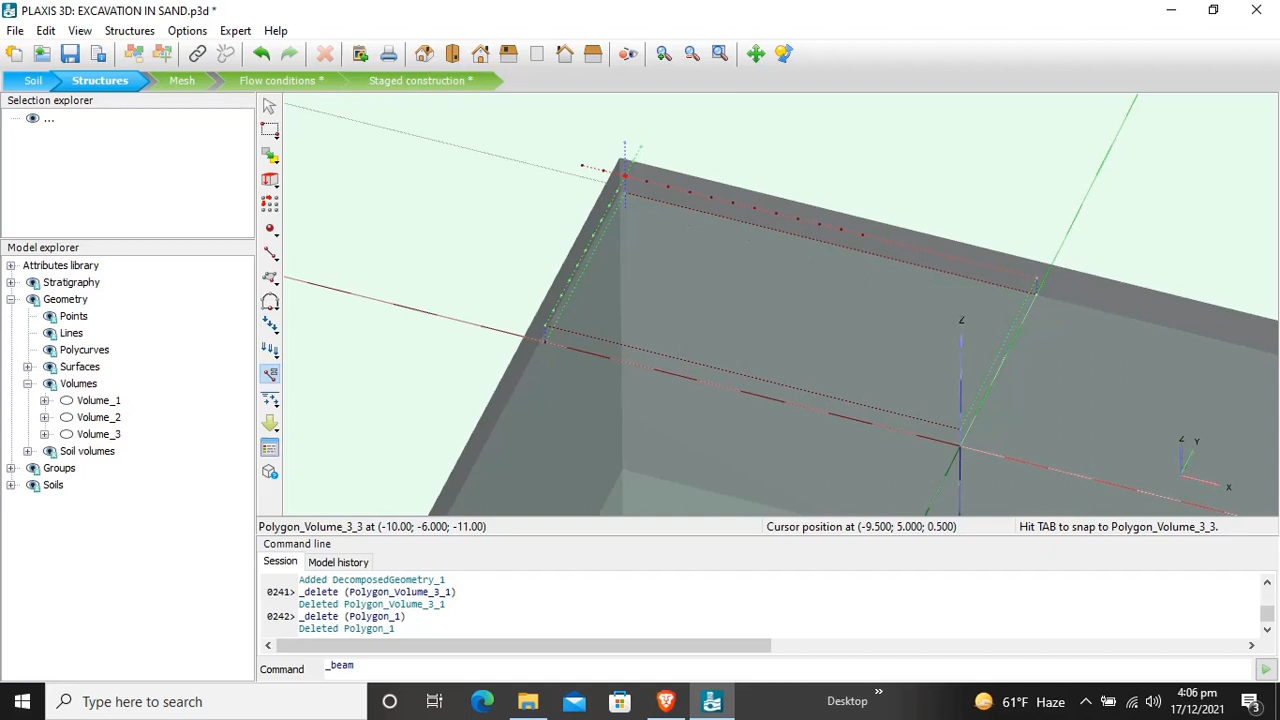 PLAXIS 3D: EXCAVATION IN SAND.p3d *
File Edit View Structures Options Expert Help
Soil Structures Mesh Flow conditions * Staged construction *
Selection explorer
...
Model explorer
Attributes library
Stratigraphy
Geometry
Points
Lines
Polycurves
Surfaces
Volumes
Volume_1
Volume_2
Volume_3
Soil volumes
Groups
Soils
Z
Z Y
X
Polygon_Volume_3_3 at (-10.00; -6.000; -11.00) Cursor position at (-9.500; 5.000; 0.500) Hit TAB to snap to Polygon_Volume_3_3.
Command line
Session Model history
Added DecomposedGeometry_1
0241> _delete (Polygon_Volume_3_1)
Deleted Polygon_Volume_3_1
0242> _delete (Polygon_1)
Deleted Polygon_1
Command _beam
Type here to search Desktop » 61°F Haze 4:06 pm
17/12/2021
3